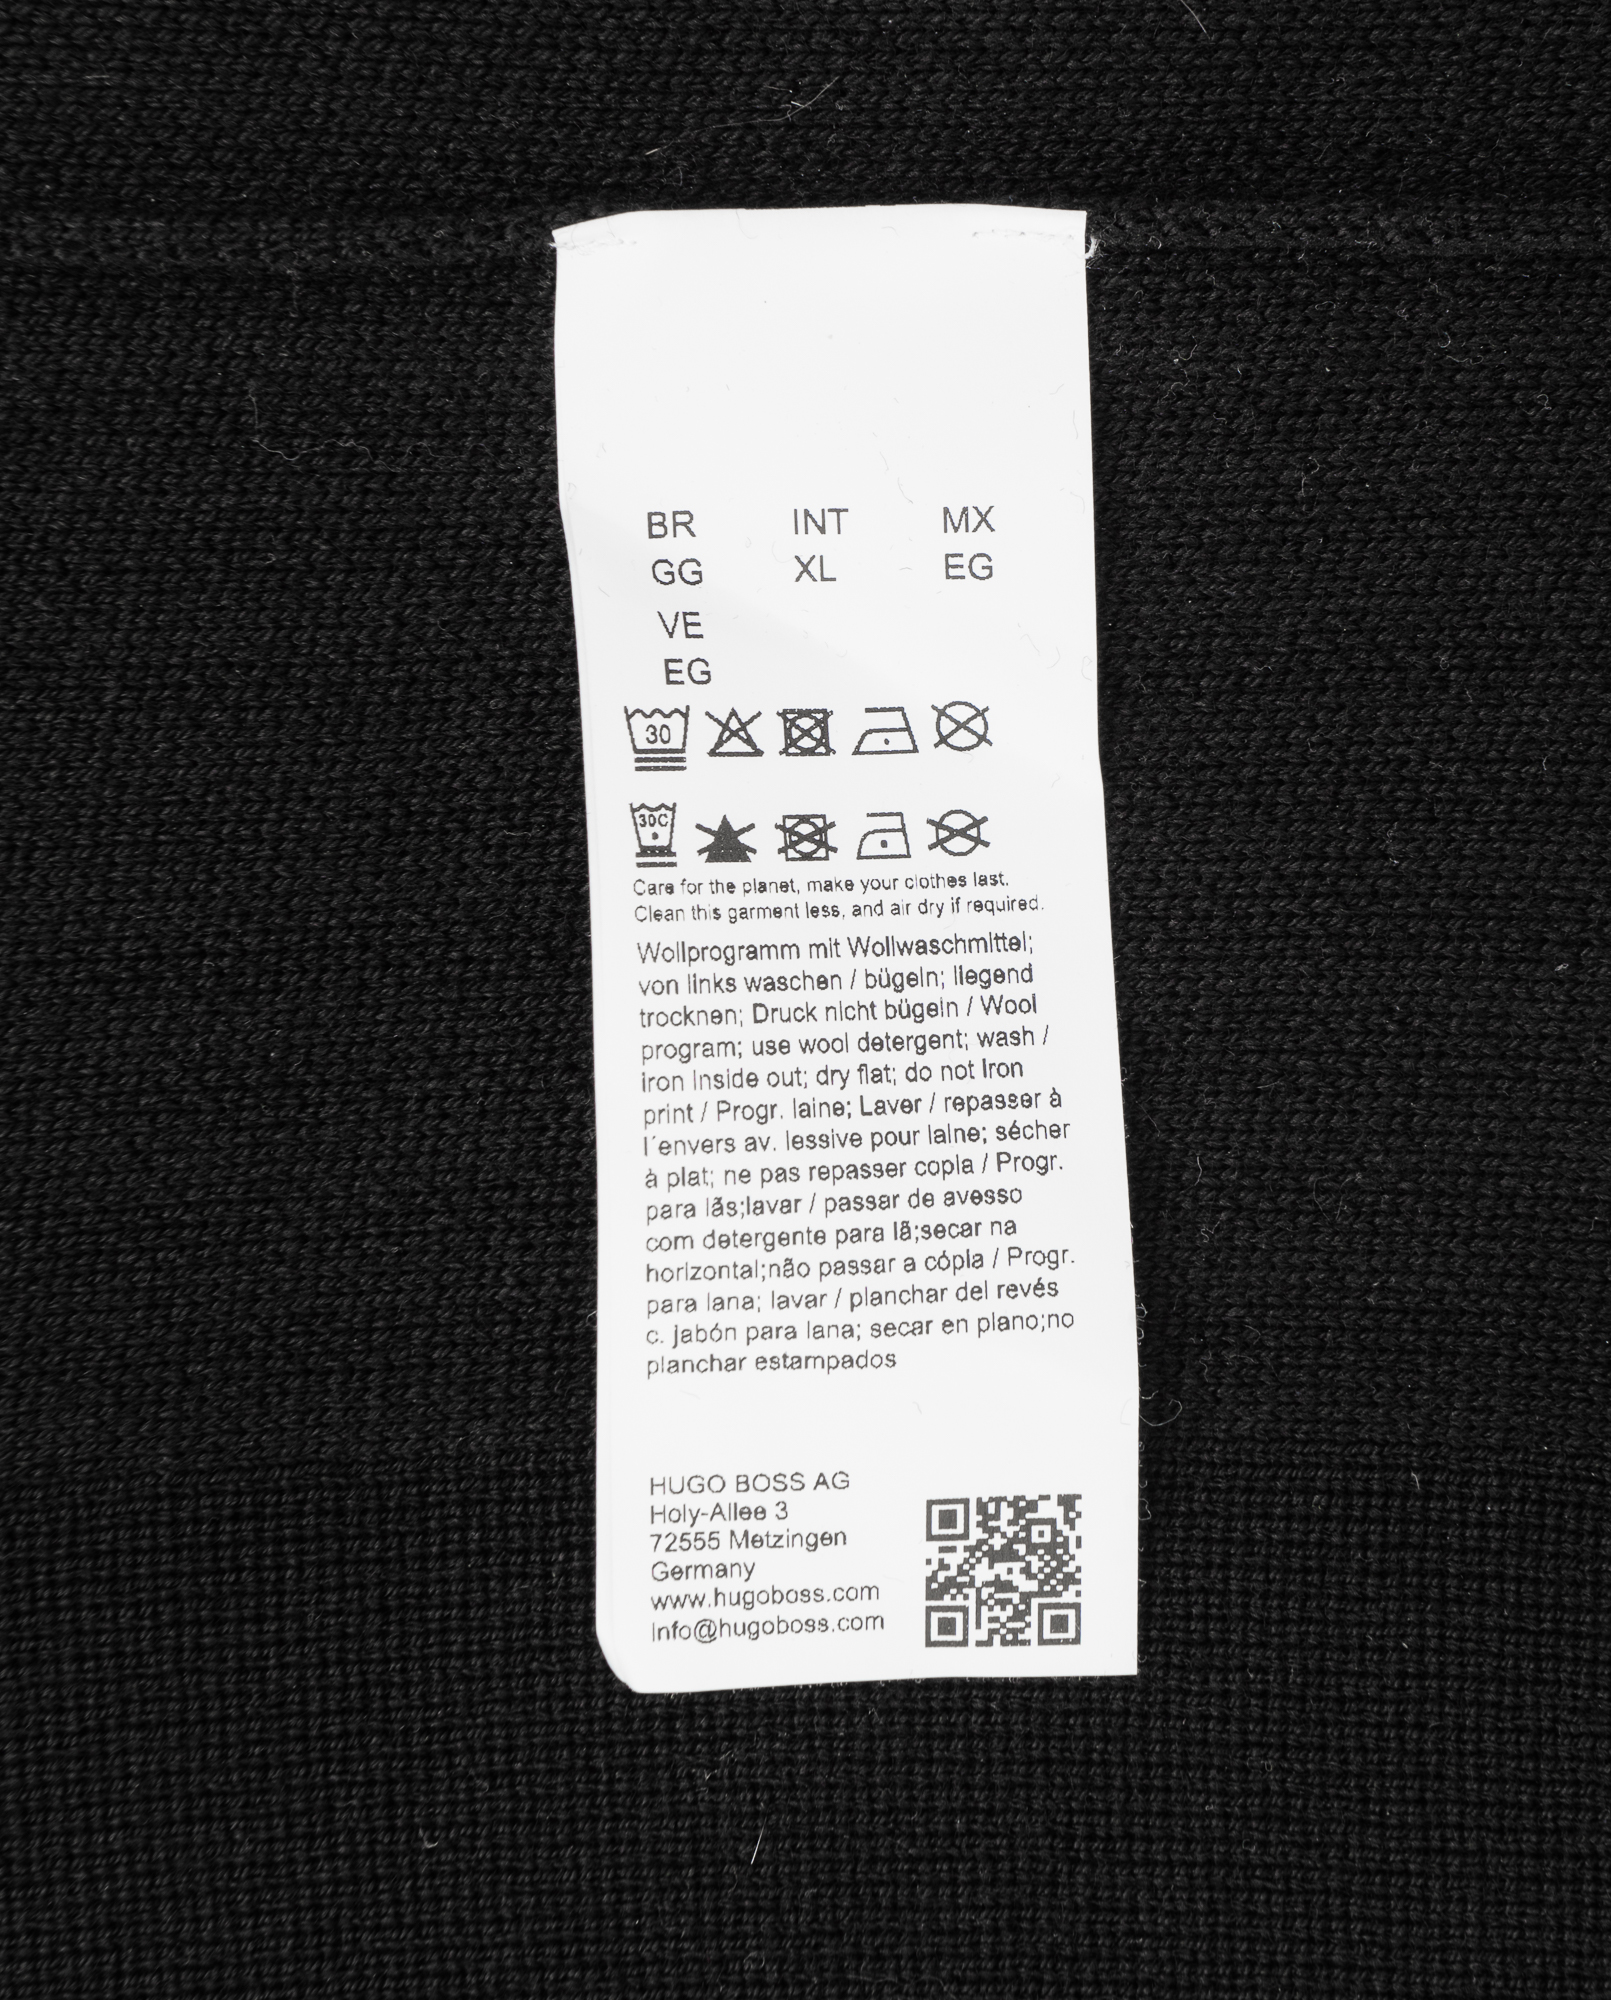 BR INT MX
GG XL EG
VE
EG
30
30C
Care for the planet, make your clothes last.
Clean this garment less, and air dry if required.
Wollprogramm mit Wollwaschmittel;
von links waschen / bügeln; liegend
trocknen; Druck nicht bügeln / Wool
program; use wool detergent; wash /
iron inside out; dry flat; do not iron
print / Progr. laine; Laver / repasser à
l´envers av. lessive pour laine; sécher
à plat; ne pas repasser copla / Progr.
para lãs;lavar / passar de avesso
com detergente para lã;secar na
horizontal;não passar a cópla / Progr.
para lana; lavar / planchar del revés
c. jabón para lana; secar en plano;no
planchar estampados
HUGO BOSS AG
Holy-Allee 3
72555 Metzingen
Germany
www.hugoboss.com
info@hugoboss.com